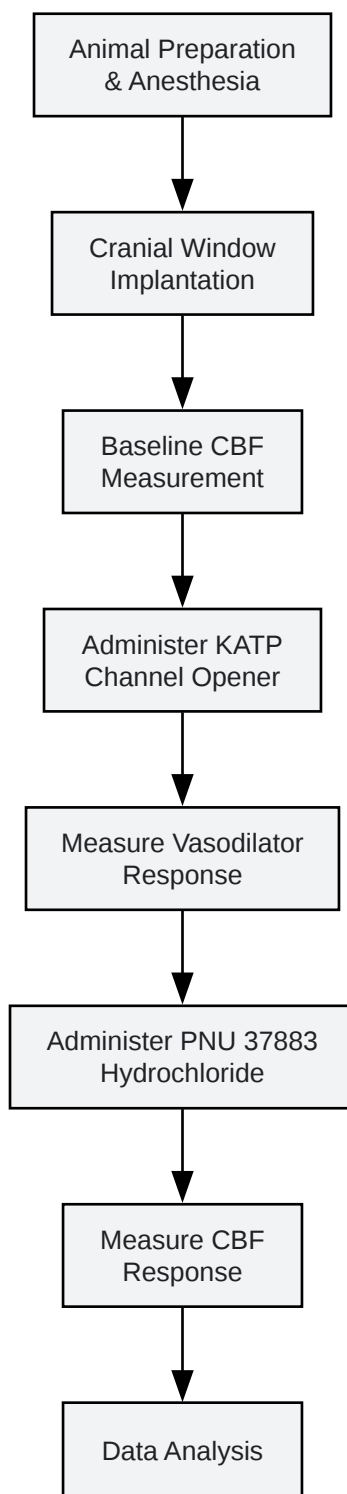 Animal Preparation
& Anesthesia
Cranial Window
Implantation
Baseline CBF
Measurement
Administer KATP
Channel Opener
Measure Vasodilator
Response
Administer PNU 37883
Hydrochloride
Measure CBF
Response
Data Analysis